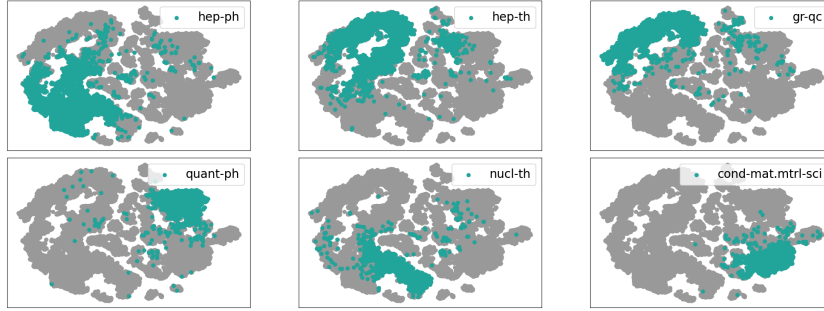 hep-ph
hep-th
gr-qc
quant-ph
nucl-th
cond-mat.mtrl-sci